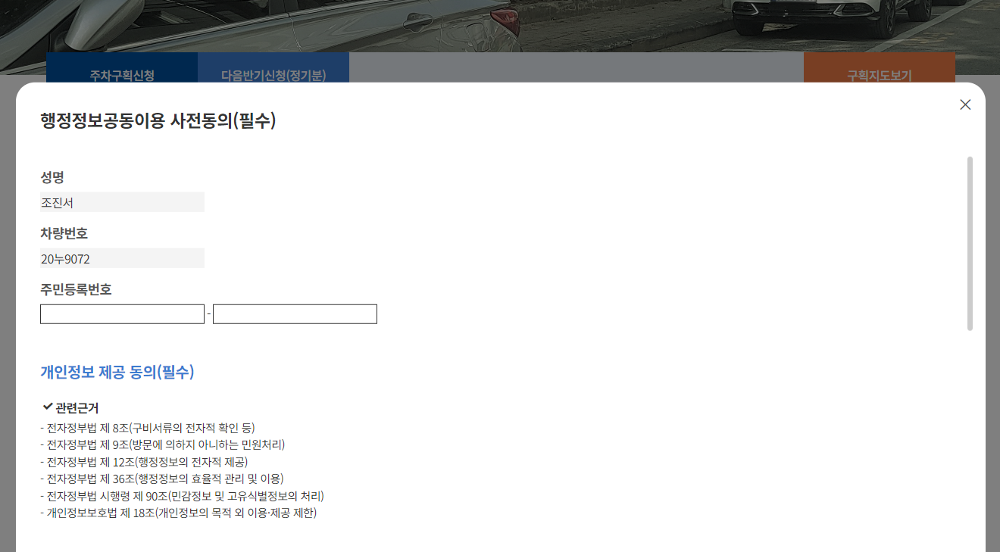 주차구획신청
다음반기신청(정기분)
구획지도보기
행정정보공동이용 사전동의(필수)
성명
조진서
차량번호
20누9072
주민등록번호
-
개인정보 제공 동의(필수)
✔ 관련근거
- 전자정부법 제 8조(구비서류의 전자적 확인 등)
- 전자정부법 제 9조(방문에 의하지 아니하는 민원처리)
- 전자정부법 제 12조(행정정보의 전자적 제공)
- 전자정부법 제 36조(행정정보의 효율적 관리 및 이용)
- 전자정부법 시행령 제 90조(민감정보 및 고유식별정보의 처리)
- 개인정보보호법 제 18조(개인정보의 목적 외 이용·제공 제한)